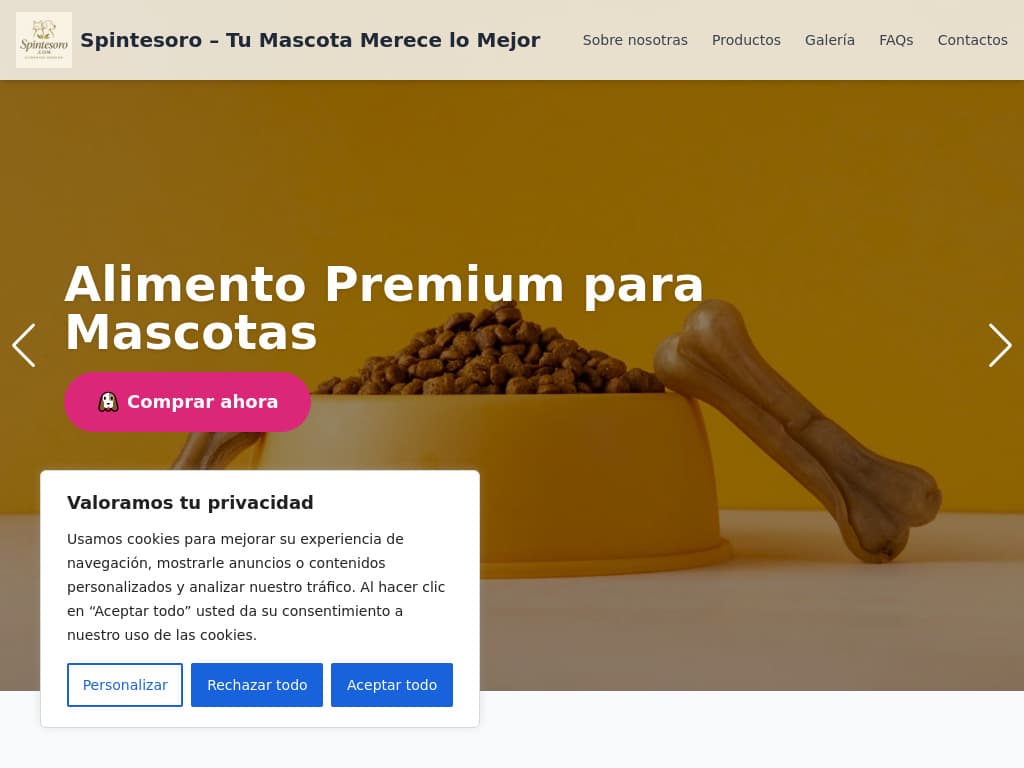 Spintesoro
.COM
Spintesoro – Tu Mascota Merece lo Mejor
Sobre nosotras
Productos
Galería
FAQs
Contactos
Alimento Premium para
Mascotas
Comprar ahora
Valoramos tu privacidad
Usamos cookies para mejorar su experiencia de
navegación, mostrarle anuncios o contenidos
personalizados y analizar nuestro tráfico. Al hacer clic
en “Aceptar todo” usted da su consentimiento a
nuestro uso de las cookies.
Personalizar
Rechazar todo
Aceptar todo